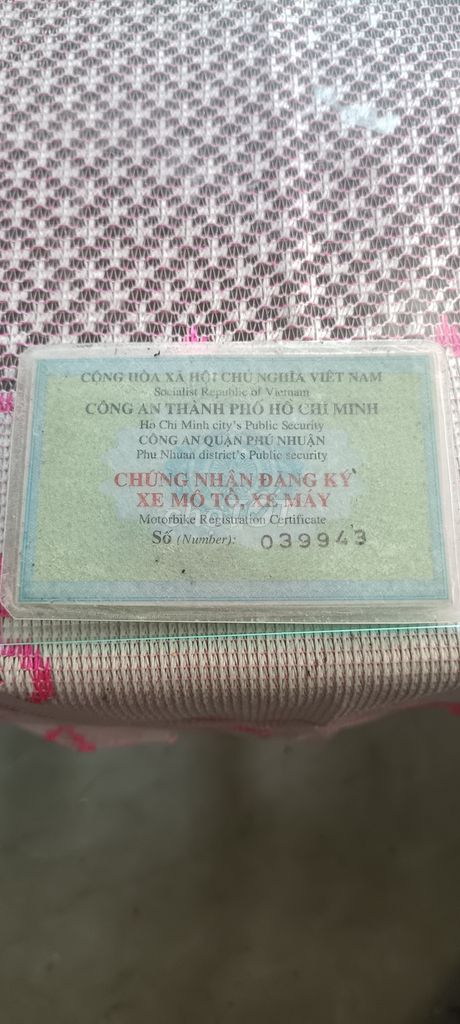 CỘNG HÒA XÃ HỘI CHỦ NGHĨA VIỆT NAM
Socialist Republic of Vietnam
CÔNG AN THÀNH PHỐ HỒ CHÍ MINH
Ho Chi Minh city's Public Security
CÔNG AN QUẬN PHÚ NHUẬN
Phu Nhuan district's Public security
CHỨNG NHẬN ĐĂNG KÝ
XE MÔ TÔ, XE MÁY
Motorbike Registration Certificate
Số (Number): 039943